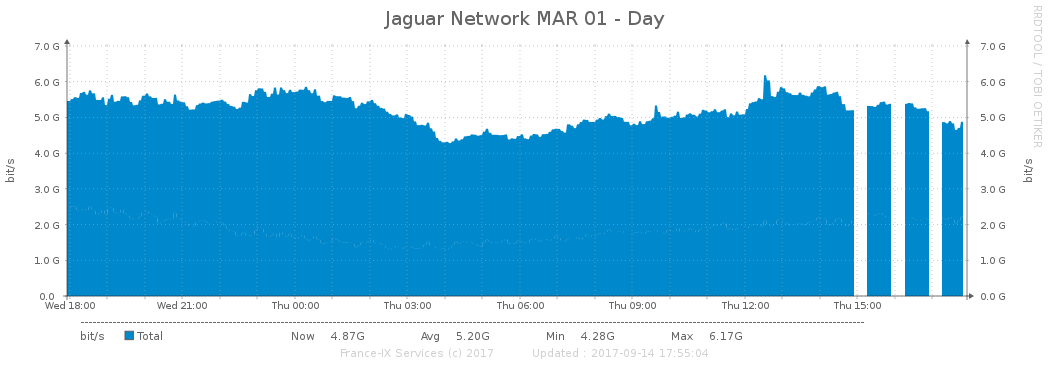 Jaguar Network MAR 01 - Day
RRDTOOL / TOBI OETIKER
7.0 G 7.0 G
6.0 G 6.0 G
5.0 G 5.0 G
4.0 G 4.0 G
3.0 G 3.0 G
2.0 G 2.0 G
1.0 G 1.0 G
0.0 0.0 G
bit/s
bit/s
Wed 18:00 Wed 21:00 Thu 00:00 Thu 03:00 Thu 06:00 Thu 09:00 Thu 12:00 Thu 15:00
bit/s Total Now 4.87G Avg 5.20G Min 4.28G Max 6.17G
France-IX Services (c) 2017 Updated : 2017-09-14 17:55:04